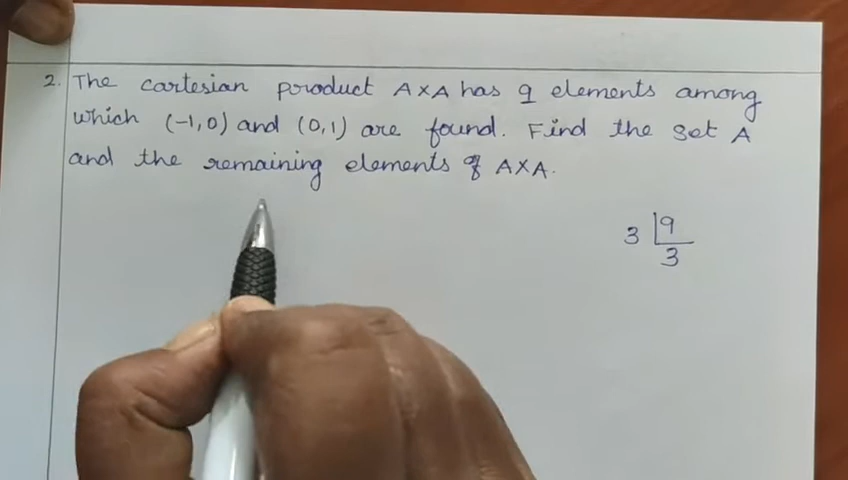 2. The cartesian product A×A has 9 elements among
which (-1,0) and (0,1) are found. Find the set A
and the remaining elements of A×A.
3 9
3